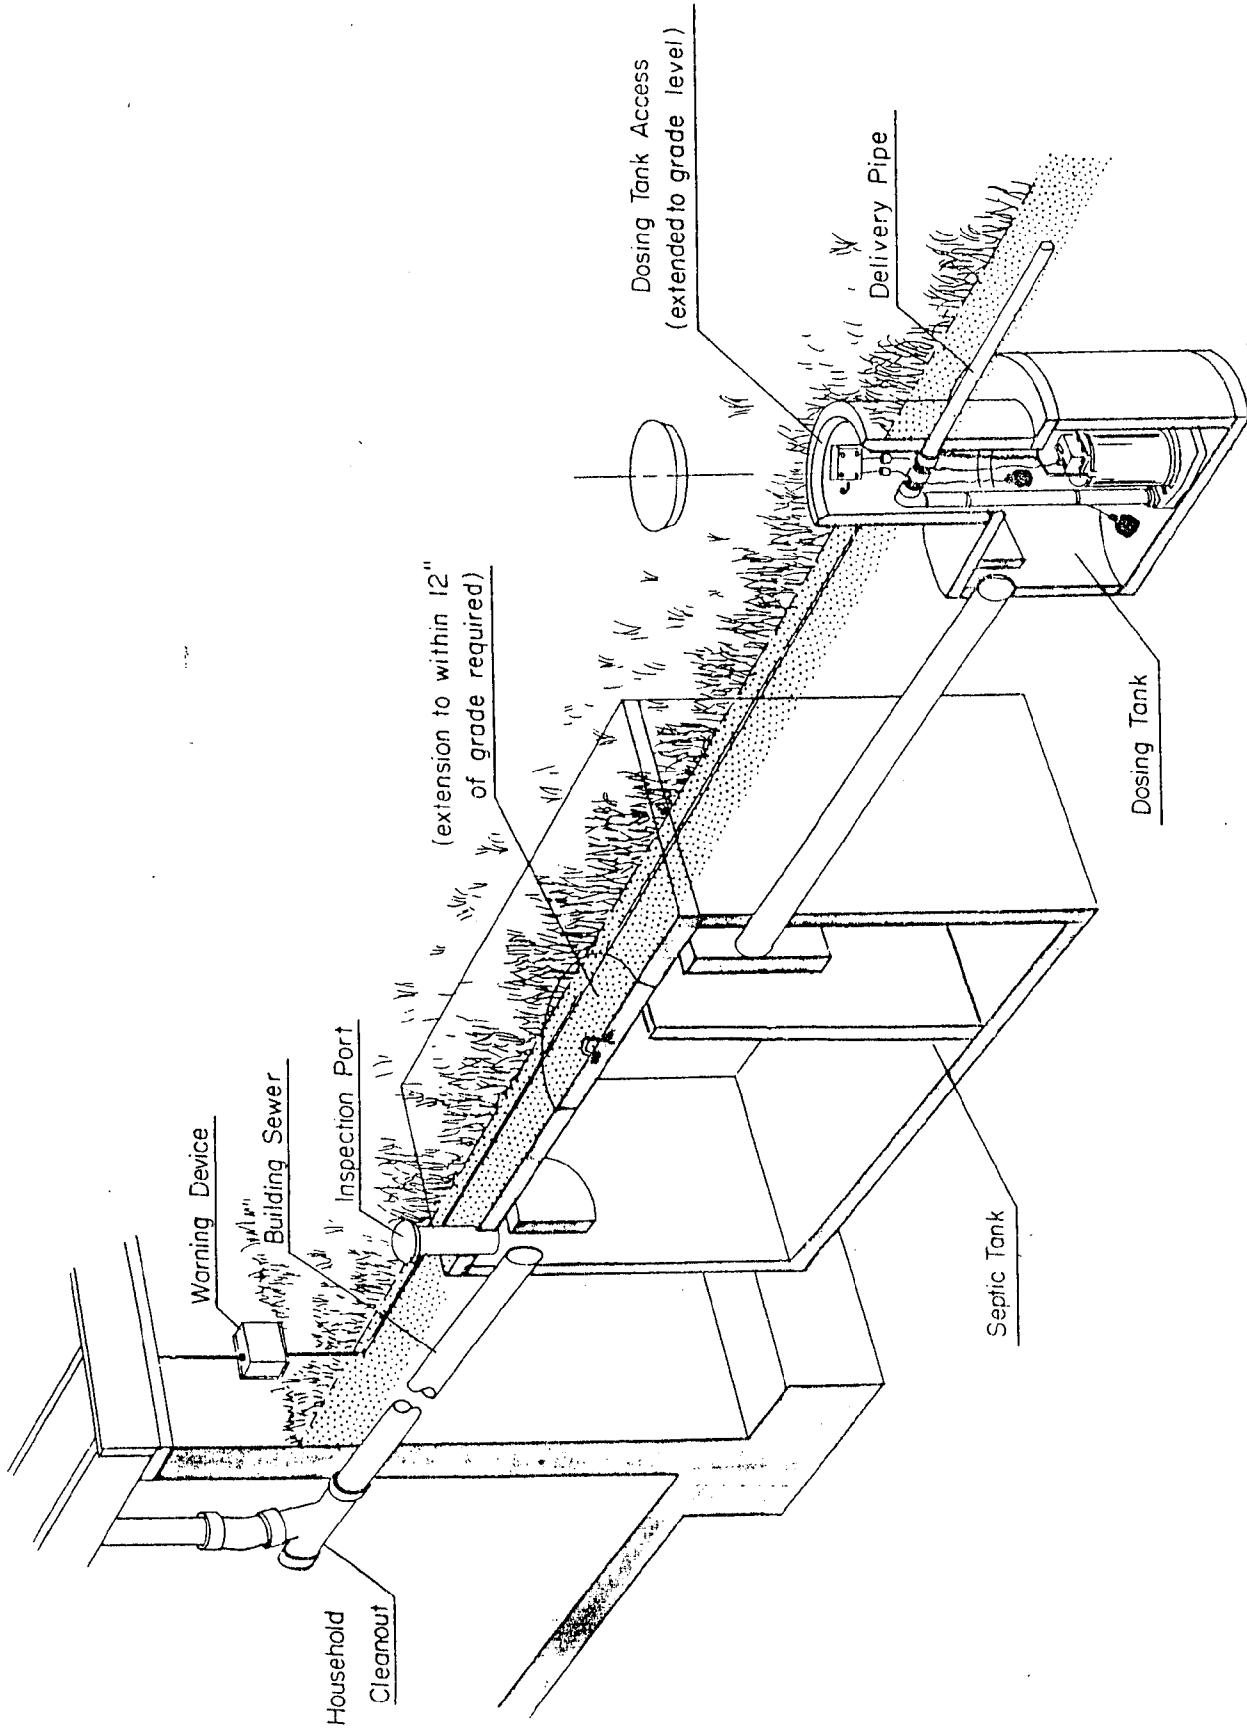 Household
Cleanout
Warning Device
Building Sewer
Inspection Port
(extension to within 12"
of grade required)
Dosing Tank Access
(extended to grade level)
Delivery Pipe
Septic Tank
Dosing Tank